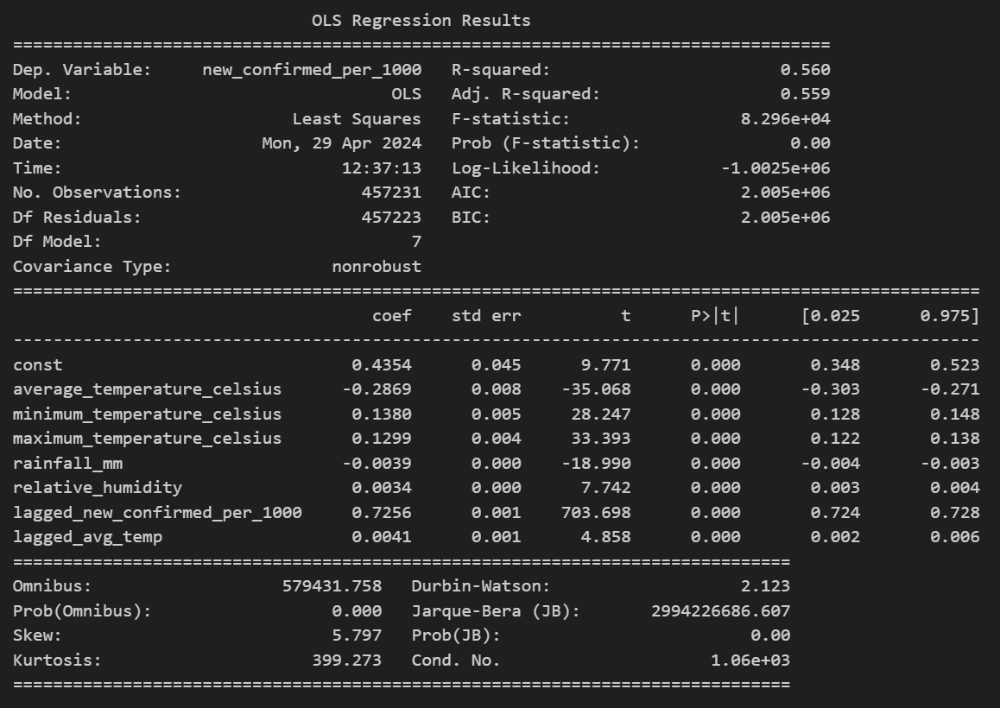 OLS Regression Results
==================================================================================
Dep. Variable:     new_confirmed_per_1000   R-squared:                       0.560
Model:                                OLS   Adj. R-squared:                  0.559
Method:                     Least Squares   F-statistic:                 8.296e+04
Date:                    Mon, 29 Apr 2024   Prob (F-statistic):               0.00
Time:                            12:37:13   Log-Likelihood:            -1.0025e+06
No. Observations:                  457231   AIC:                         2.005e+06
Df Residuals:                      457223   BIC:                         2.005e+06
Df Model:                               7
Covariance Type:                nonrobust
=================================================================================================
                                    coef    std err          t      P>|t|      [0.025      0.975]
-------------------------------------------------------------------------------------------------
const                             0.4354      0.045      9.771      0.000       0.348       0.523
average_temperature_celsius      -0.2869      0.008    -35.068      0.000      -0.303      -0.271
minimum_temperature_celsius       0.1380      0.005     28.247      0.000       0.128       0.148
maximum_temperature_celsius       0.1299      0.004     33.393      0.000       0.122       0.138
rainfall_mm                      -0.0039      0.000    -18.990      0.000      -0.004      -0.003
relative_humidity                 0.0034      0.000      7.742      0.000       0.003       0.004
lagged_new_confirmed_per_1000     0.7256      0.001    703.698      0.000       0.724       0.728
lagged_avg_temp                   0.0041      0.001      4.858      0.000       0.002       0.006
==============================================================================
Omnibus:                   579431.758   Durbin-Watson:                   2.123
Prob(Omnibus):                  0.000   Jarque-Bera (JB):       2994226686.607
Skew:                           5.797   Prob(JB):                         0.00
Kurtosis:                     399.273   Cond. No.                     1.06e+03
==============================================================================